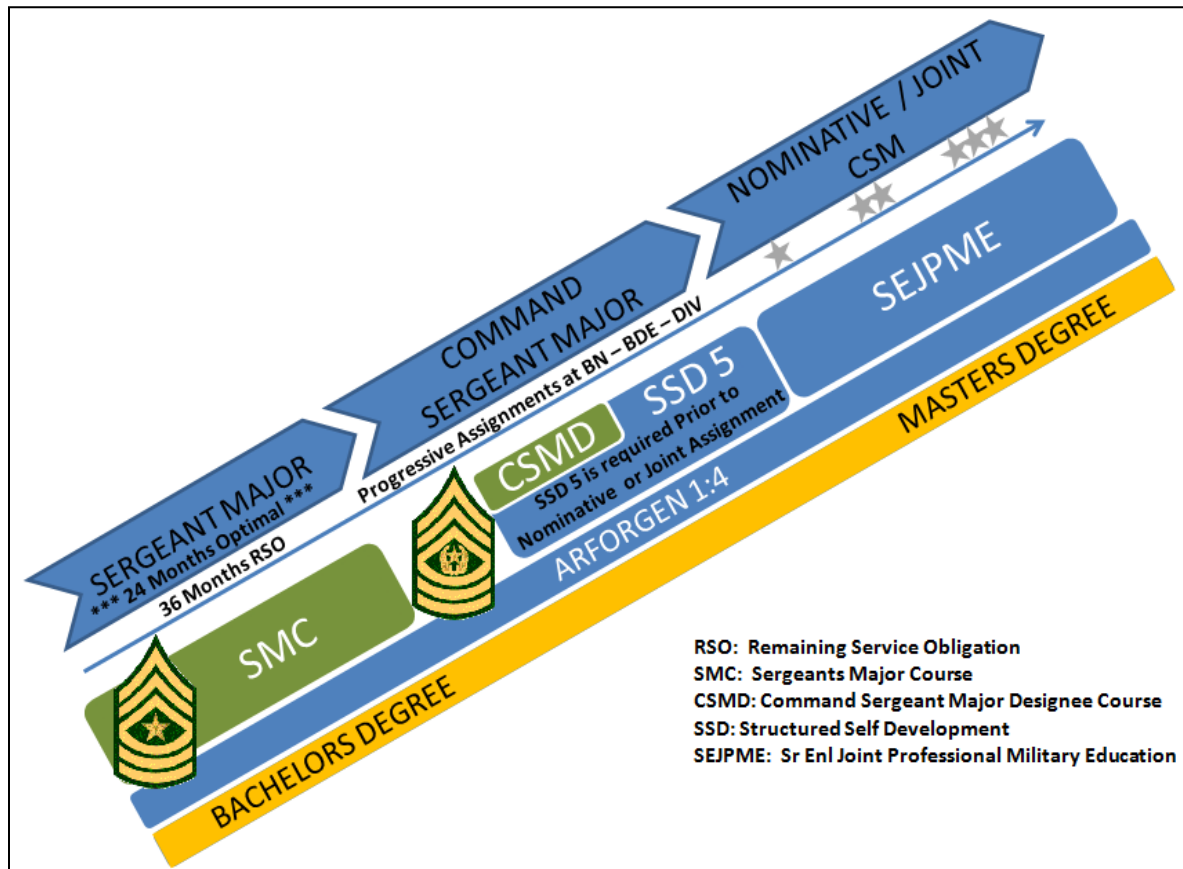 NOMINATIVE / JOINT
CSM
COMMAND
SERGEANT MAJOR
SERGEANT MAJOR
*** 24 Months Optimal ***
36 Months RSO
Progressive Assignments at BN – BDE – DIV
SMC
CSMD
SSD 5
SSD 5 is required Prior to
Nominative or Joint Assignment
SEJPME
ARFORGEN 1:4
BACHELORS DEGREE
MASTERS DEGREE
RSO: Remaining Service Obligation
SMC: Sergeants Major Course
CSMD: Command Sergeant Major Designee Course
SSD: Structured Self Development
SEJPME: Sr Enl Joint Professional Military Education